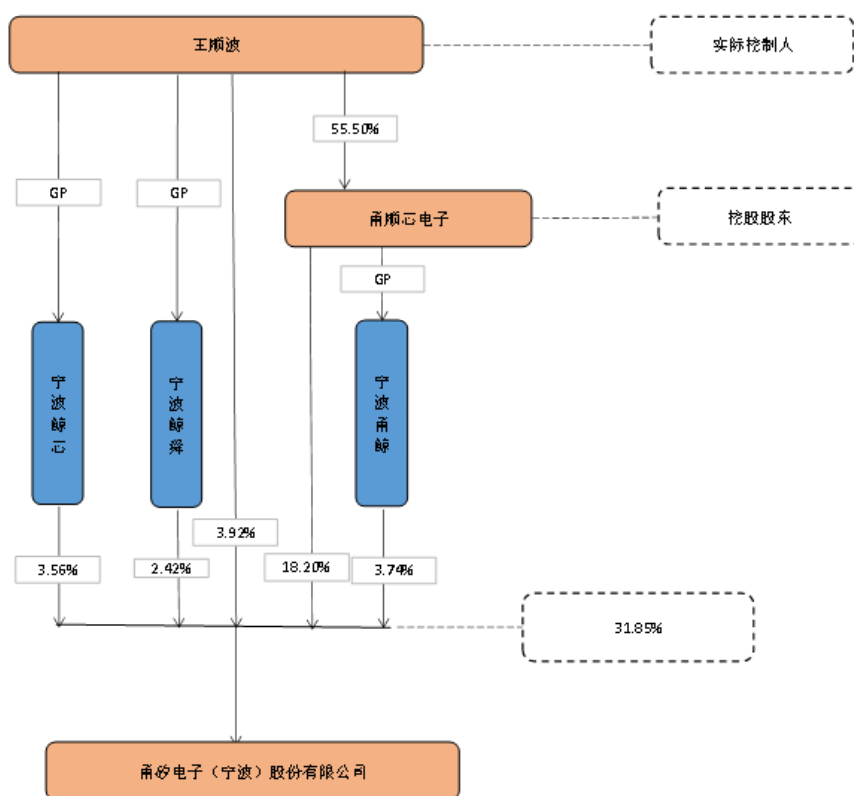 王顺波
实际控制人
55.50%
GP
GP
甬顺芯电子
控股股东
GP
宁波鲸芯
宁波鲸舜
宁波甬鲸
3.92%
3.56%
2.42%
18.20%
3.74%
31.85%
甬矽电子（宁波）股份有限公司